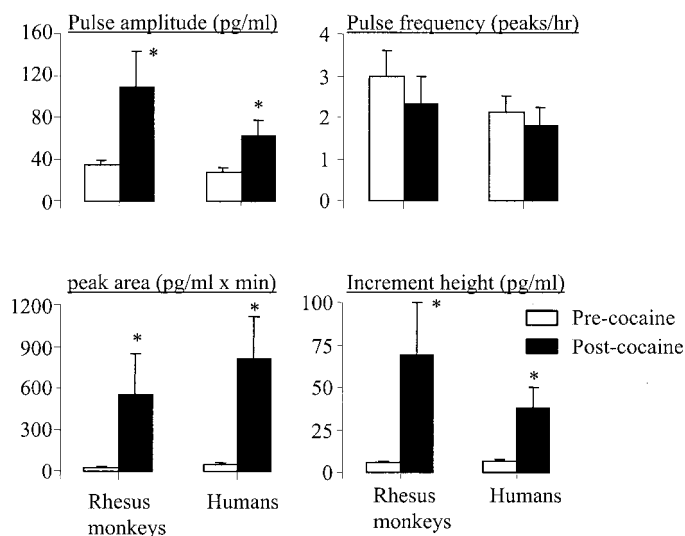 Pulse amplitude (pg/ml)
160
120
80
40
0
*
*
Pulse frequency (peaks/hr)
4
3
2
1
0
peak area (pg/ml x min)
1200
900
600
300
0
*
*
Rhesus
monkeys
Humans
Increment height (pg/ml)
100
75
50
25
0
*
*
Rhesus
monkeys
Humans
Pre-cocaine
Post-cocaine